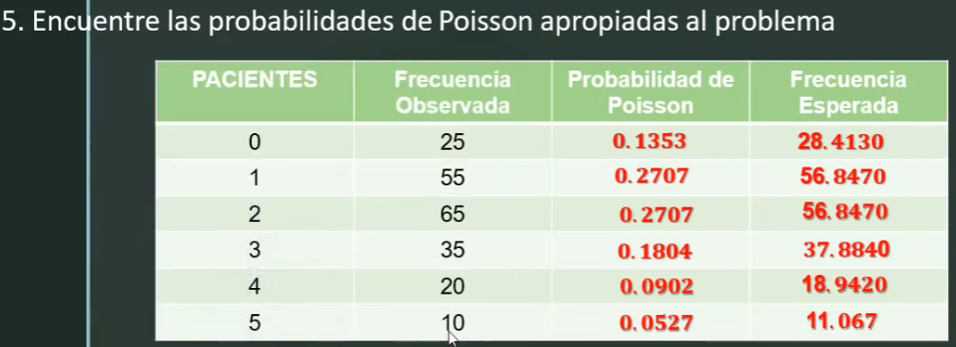 5. Encuentre las probabilidades de Poisson apropiadas al problema
PACIENTES Frecuencia Observada Probabilidad de Poisson Frecuencia Esperada
0 25 0.1353 28.4130
1 55 0.2707 56.8470
2 65 0.2707 56.8470
3 35 0.1804 37.8840
4 20 0.0902 18.9420
5 10 0.0527 11.067